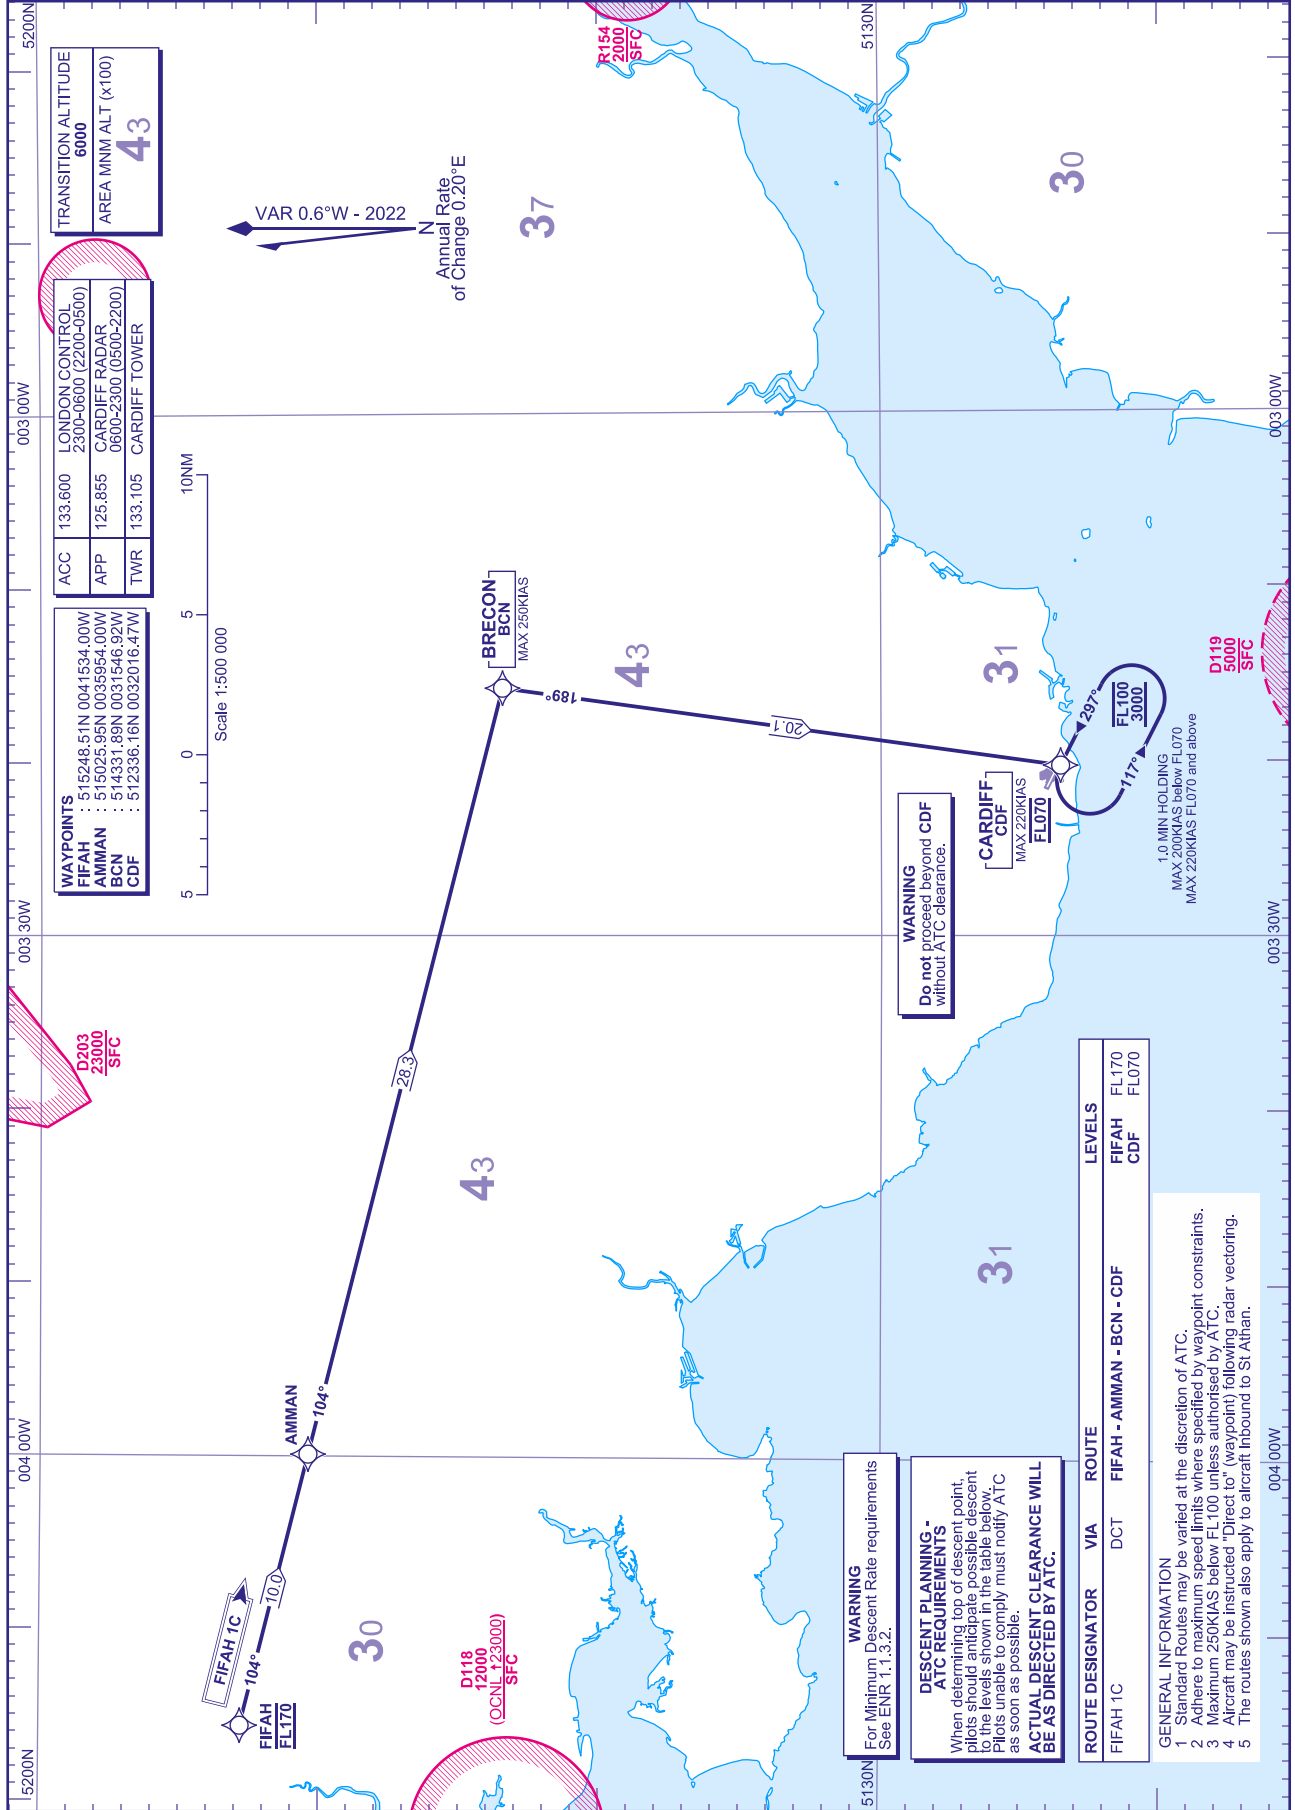 5200N
004 00W
003 30W
003 00W
5200N
WAYPOINTS
FIFAH : 515248.51N 0041534.00W
AMMAN : 515025.95N 0035954.00W
BCN : 514331.89N 0031546.92W
CDF : 512336.16N 0032016.47W
ACC 133.600 LONDON CONTROL
2300-0600 (2200-0500)
APP 125.855 CARDIFF RADAR
0600-2300 (0500-2200)
TWR 133.105 CARDIFF TOWER
TRANSITION ALTITUDE
6000
AREA MNM ALT (x100)
43
D203
23000
SFC
5 0 5 10NM
Scale 1:500 000
VAR 0.6°W - 2022
N
Annual Rate
of Change 0.20°E
FIFAH 1C
FIFAH
FL170
104°
10.0
AMMAN
104°
28.3
BRECON
BCN
MAX 250KIAS
189°
20.1
30
43
43
37
D118
12000
(OCNL ↑23000)
SFC
R154
2000
SFC
5130N
5130N
WARNING
For Minimum Descent Rate requirements
See ENR 1.1.3.2.
DESCENT PLANNING -
ATC REQUIREMENTS
When determining top of descent point,
pilots should anticipate possible descent
to the levels shown in the table below.
Pilots unable to comply must notify ATC
as soon as possible.
ACTUAL DESCENT CLEARANCE WILL
BE AS DIRECTED BY ATC.
WARNING
Do not proceed beyond CDF
without ATC clearance.
CARDIFF
CDF
MAX 220KIAS
FL070
31
31
30
297°
117°
FL100
3000
1.0 MIN HOLDING
MAX 200KIAS below FL070
MAX 220KIAS FL070 and above
D119
5000
SFC
ROUTE DESIGNATOR VIA ROUTE LEVELS
FIFAH 1C DCT FIFAH - AMMAN - BCN - CDF FIFAH FL170
CDF FL070
GENERAL INFORMATION
1 Standard Routes may be varied at the discretion of ATC.
2 Adhere to maximum speed limits where specified by waypoint constraints.
3 Maximum 250KIAS below FL100 unless authorised by ATC.
4 Aircraft may be instructed "Direct to" (waypoint) following radar vectoring.
5 The routes shown also apply to aircraft inbound to St Athan.
004 00W
003 30W
003 00W